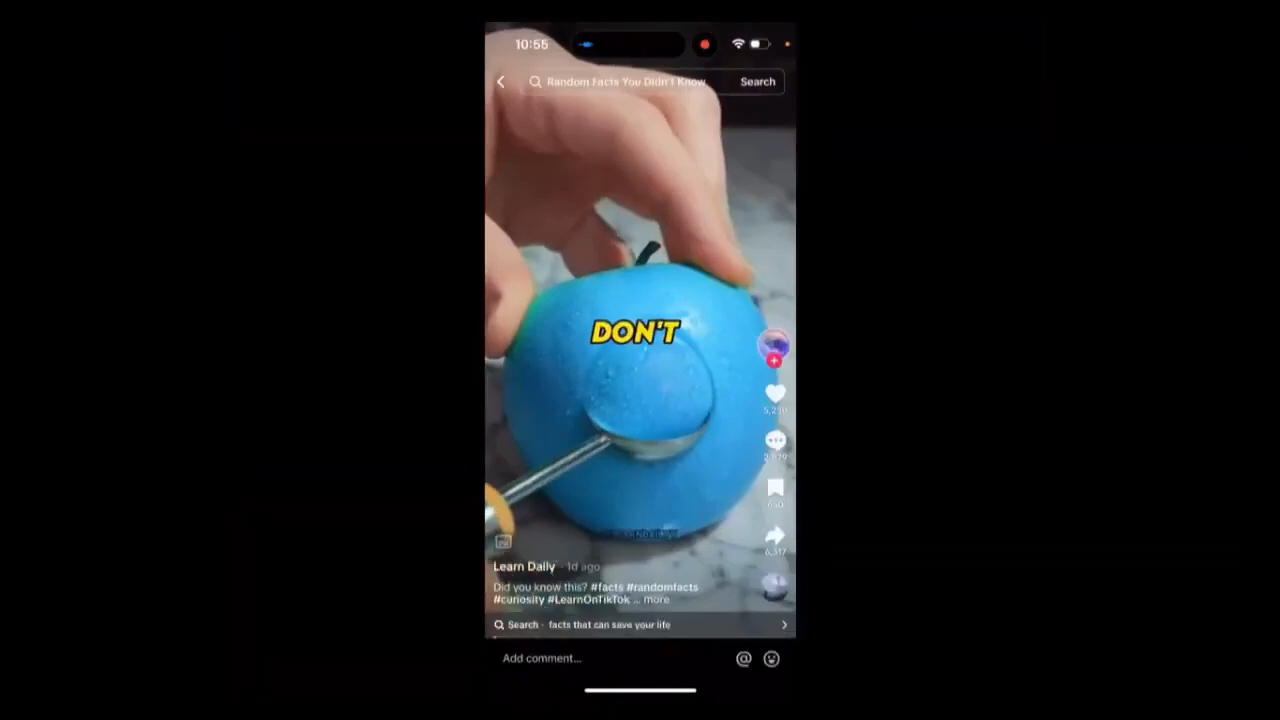 10:55
Random Facts You Didn't Know
Search
DON'T
Learn Daily · 1d ago
Did you know this? #facts #randomfacts
#curiosity #LearnOnTikTok ... more
Search · facts that can save your life
Add comment...
@